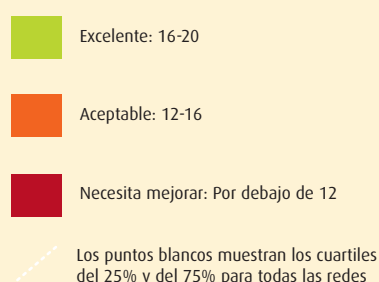 Excelente: 16-20
Aceptable: 12-16
Necesita mejorar: Por debajo de 12
Los puntos blancos muestran los cuartiles
del 25% y del 75% para todas las redes